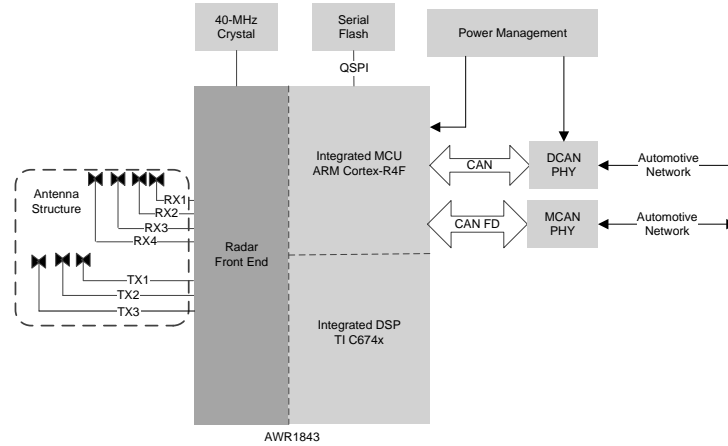 40-MHz
Crystal
Serial
Flash
Power Management
QSPI
Integrated MCU
ARM Cortex-R4F
CAN
DCAN
PHY
Automotive
Network
Antenna
Structure
RX1
RX2
RX3
RX4
Radar
Front End
CAN FD
MCAN
PHY
Automotive
Network
TX1
TX2
TX3
Integrated DSP
TI C674x
AWR1843